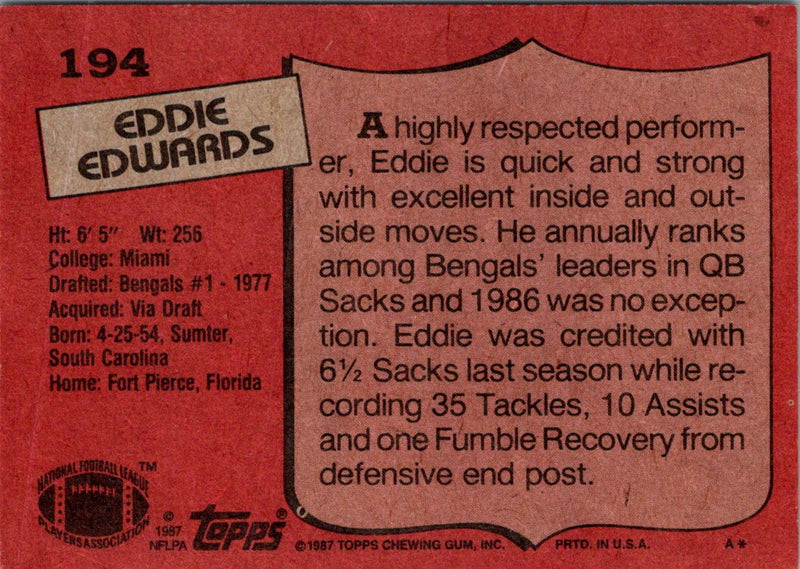 194
EDDIE
EDWARDS
Ht: 6' 5" Wt: 256
College: Miami
Drafted: Bengals #1 - 1977
Acquired: Via Draft
Born: 4-25-54, Sumter,
South Carolina
Home: Fort Pierce, Florida
A highly respected perform-
er, Eddie is quick and strong
with excellent inside and out-
side moves. He annually ranks
among Bengals' leaders in QB
Sacks and 1986 was no excep-
tion. Eddie was credited with
6½ Sacks last season while re-
cording 35 Tackles, 10 Assists
and one Fumble Recovery from
defensive end post.
NATIONAL FOOTBALL LEAGUE ™
PLAYERS ASSOCIATION
© 1987 NFLPA
TOPPS®
© 1987 TOPPS CHEWING GUM, INC. PRTD. IN U.S.A. A*